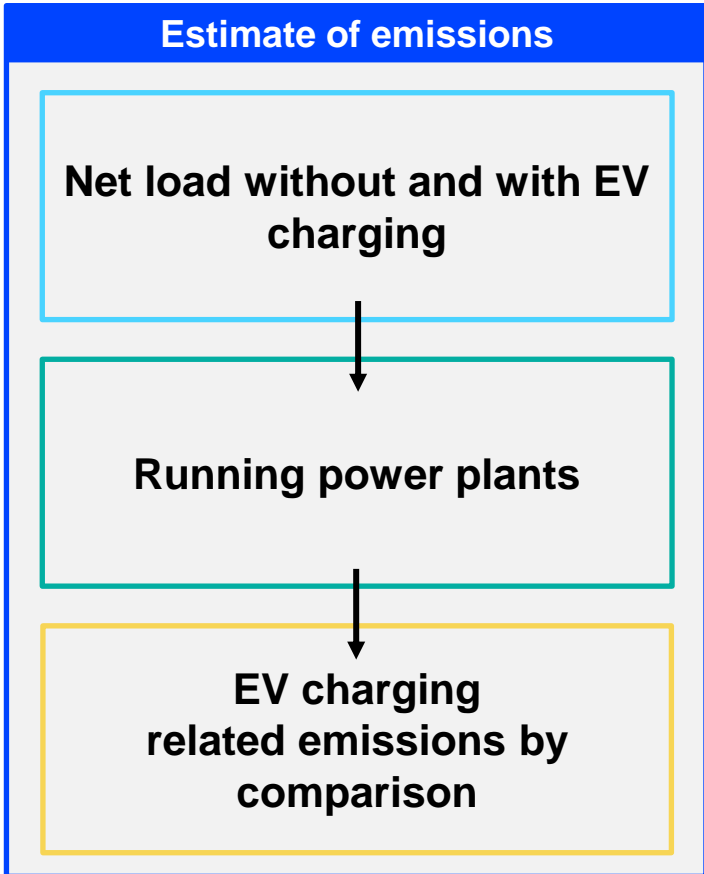 Estimate of emissions
Net load without and with EV
charging
Running power plants
EV charging
related emissions by
comparison